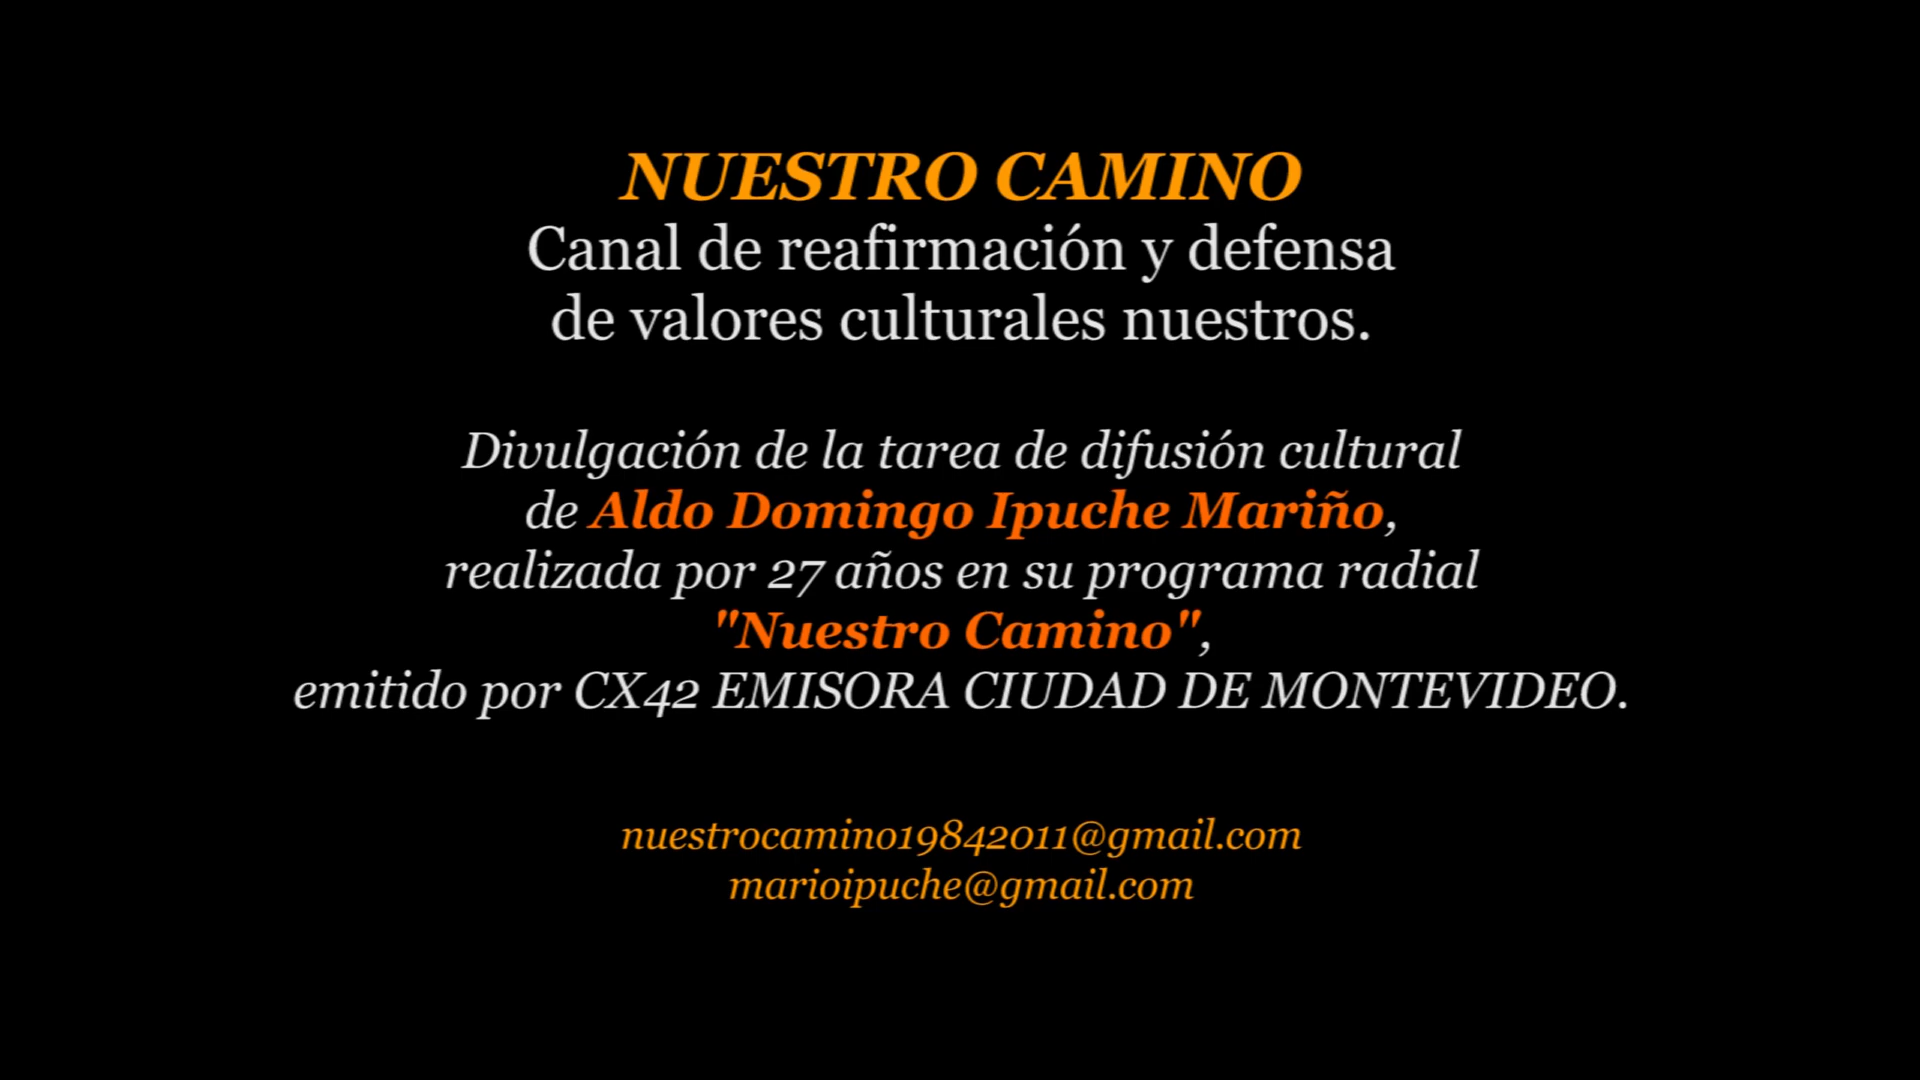 NUESTRO CAMINO
Canal de reafirmación y defensa
de valores culturales nuestros.
Divulgación de la tarea de difusión cultural
de Aldo Domingo Ipuche Mariño,
realizada por 27 años en su programa radial
"Nuestro Camino",
emitido por CX42 EMISORA CIUDAD DE MONTEVIDEO.
nuestrocamino19842011@gmail.com
marioipuche@gmail.com